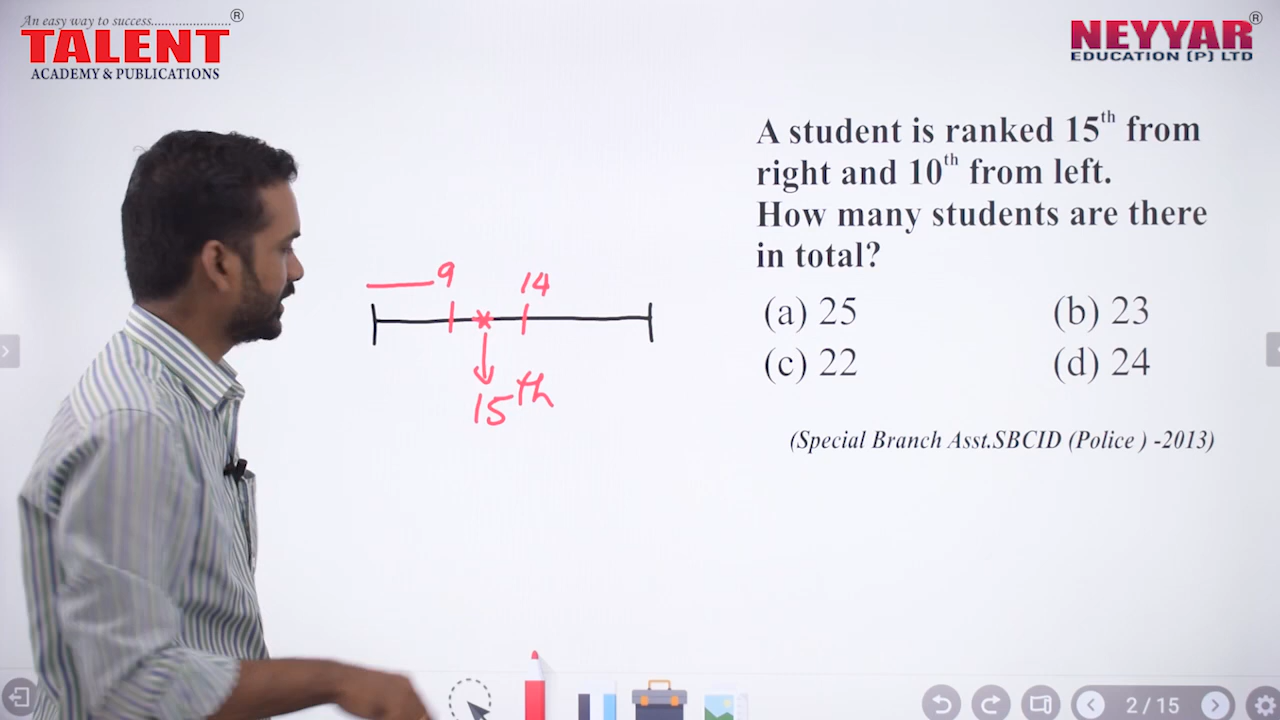 An easy way to success........................ ®
TALENT
ACADEMY & PUBLICATIONS
NEYYAR ®
EDUCATION (P) LTD
A student is ranked 15th from
right and 10th from left.
How many students are there
in total?
(a) 25 (b) 23
(c) 22 (d) 24
(Special Branch Asst.SBCID (Police ) -2013)
9 14
15th
2 / 15